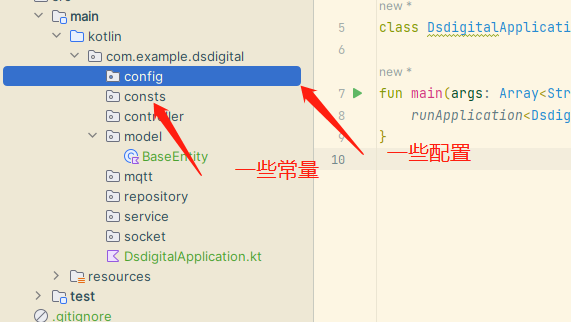 main
kotlin
com.example.dsdigital
config
consts
controller
model
BaseEntity
mqtt
repository
service
socket
DsdigitalApplication.kt
resources
test
.gitignore
一些常量
一些配置
new *
5 class DsdigitalApplicati
6
new *
7 fun main(args: Array<Str
8 runApplication<Dsdig
9 }
10